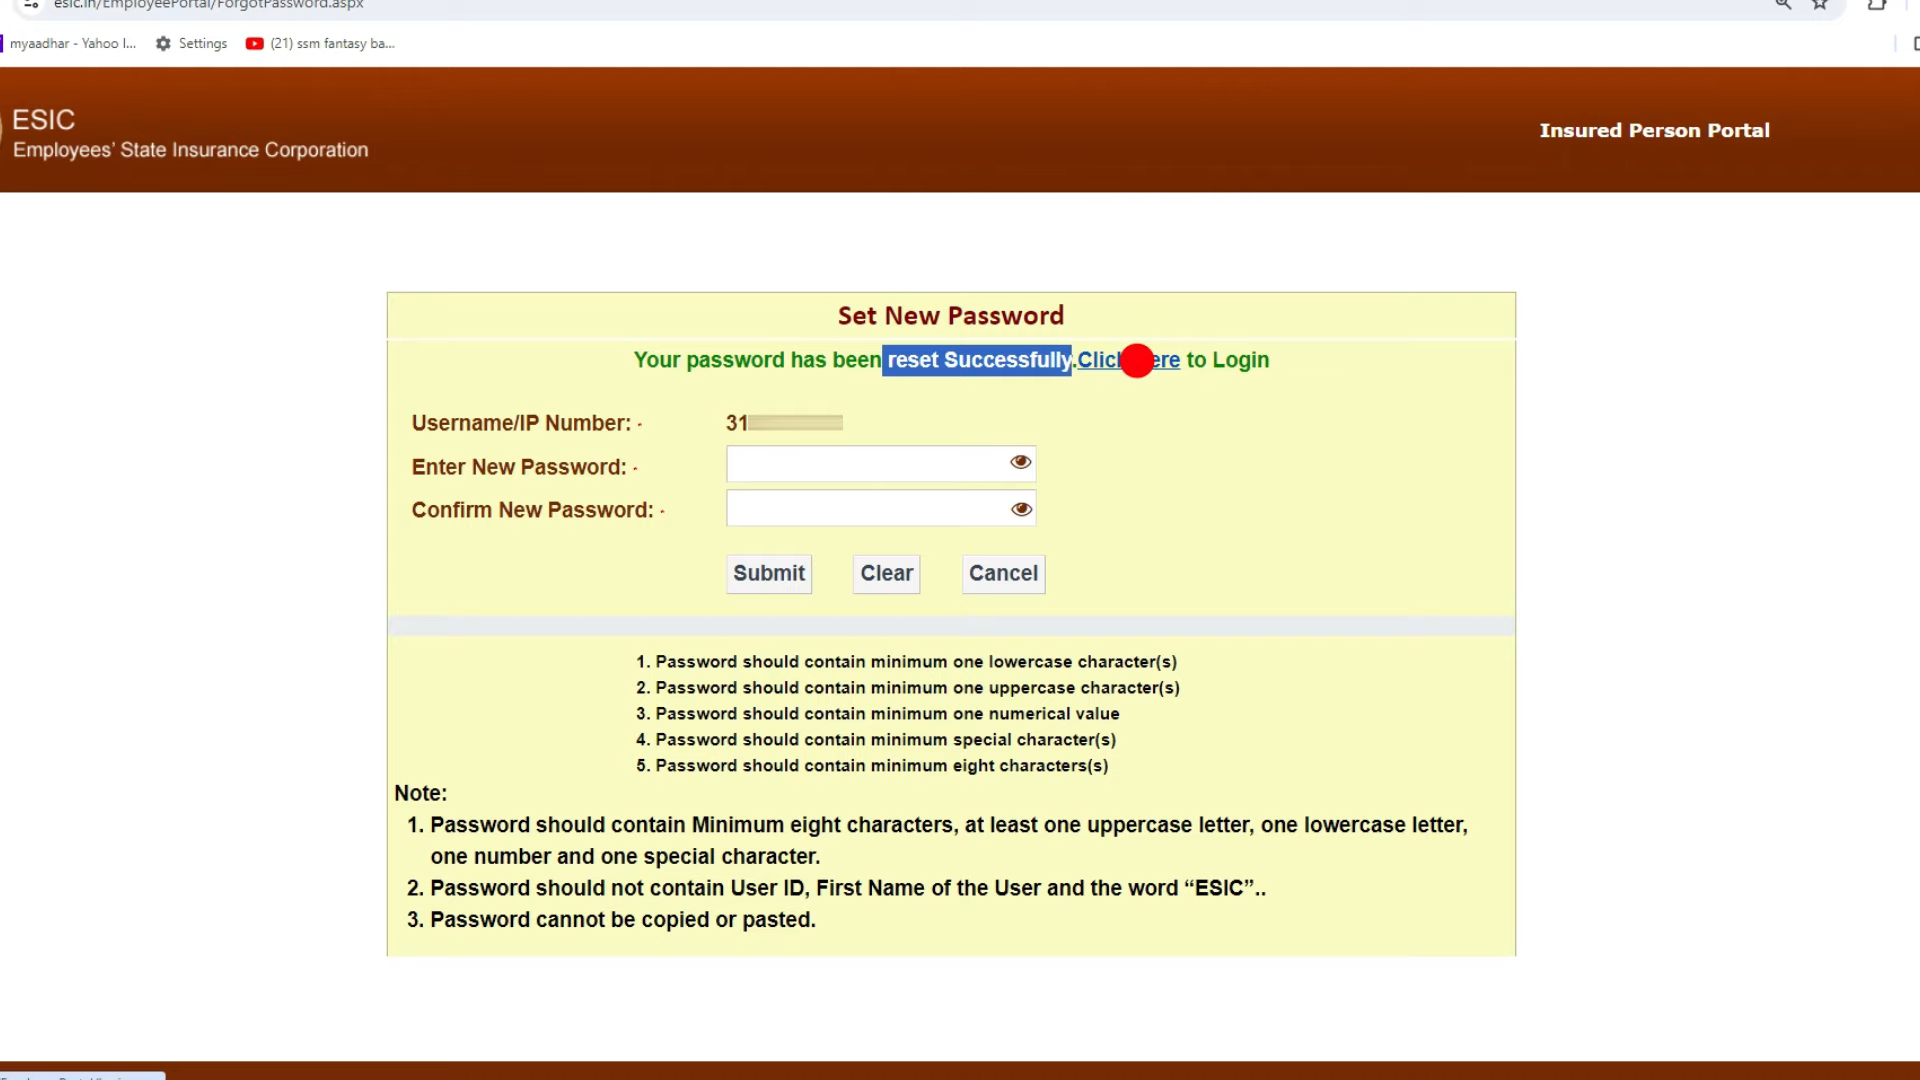 esic.in/EmployeePortal/ForgotPassword.aspx
myaadhar - Yahoo I... Settings (21) ssm fantasy ba...
ESIC
Employees' State Insurance Corporation
Insured Person Portal
Set New Password
Your password has been reset Successfully.Click Here to Login
Username/IP Number: 31
Enter New Password:
Confirm New Password:
Submit Clear Cancel
1. Password should contain minimum one lowercase character(s)
2. Password should contain minimum one uppercase character(s)
3. Password should contain minimum one numerical value
4. Password should contain minimum special character(s)
5. Password should contain minimum eight characters(s)
Note:
1. Password should contain Minimum eight characters, at least one uppercase letter, one lowercase letter,
one number and one special character.
2. Password should not contain User ID, First Name of the User and the word “ESIC”..
3. Password cannot be copied or pasted.